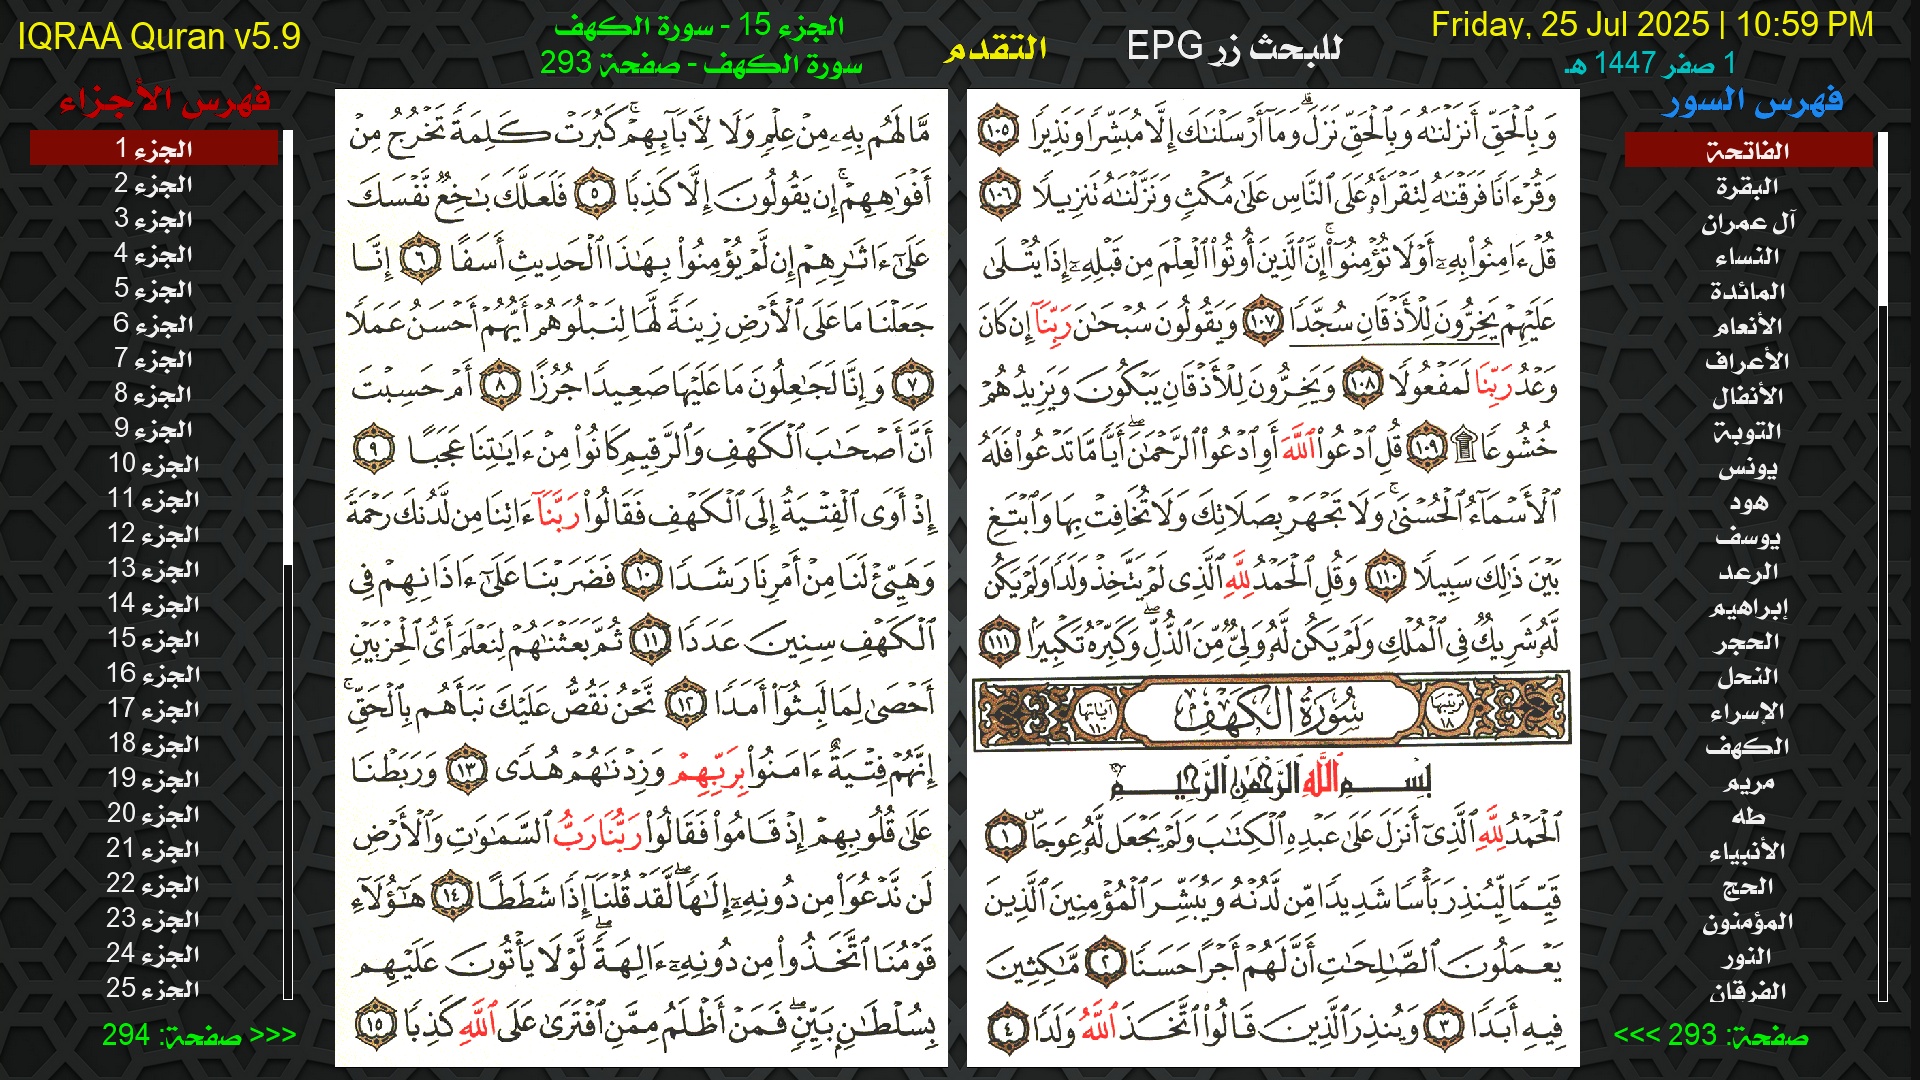 IQRAA Quran v5.9
الجزء 15 - سورة الكهف
سورة الكهف - صفحة 293
التقدم
للبحث زر EPG
Friday, 25 Jul 2025 | 10:59 PM
1 صفر 1447 هـ
فهرس السور
الفاتحة
البقرة
آل عمران
النساء
المائدة
الأنعام
الأعراف
الأنفال
التوبة
يونس
هود
يوسف
الرعد
إبراهيم
الحجر
النحل
الإسراء
الكهف
مريم
طه
الأنبياء
الحج
المؤمنون
النور
الفرقان
صفحة: 293 >>>
وَبِٱلْحَقِّ أَنزَلْنَٰهُ وَبِٱلْحَقِّ نَزَلَ ۗ وَمَآ أَرْسَلْنَٰكَ إِلَّا مُبَشِّرًا وَنَذِيرًا ١٠٥
وَقُرْءَانًا فَرَقْنَٰهُ لِتَقْرَأَهُۥ عَلَى ٱلنَّاسِ عَلَىٰ مُكْثٍ وَنَزَّلْنَٰهُ تَنزِيلًا ١٠٦
قُلْ ءَامِنُوا۟ بِهِۦٓ أَوْ لَا تُؤْمِنُوٓا۟ ۚ إِنَّ ٱلَّذِينَ أُوتُوا۟ ٱلْعِلْمَ مِن قَبْلِهِۦٓ إِذَا يُتْلَىٰ
عَلَيْهِمْ يَخِرُّونَ لِلْأَذْقَانِ سُجَّدًا ١٠٧ وَيَقُولُونَ سُبْحَٰنَ رَبِّنَآ إِن كَانَ
وَعْدُ رَبِّنَا لَمَفْعُولًا ١٠٨ وَيَخِرُّونَ لِلْأَذْقَانِ يَبْكُونَ وَيَزِيدُهُمْ
خُشُوعًا ۩ ١٠٩ قُلِ ٱدْعُوا۟ ٱللَّهَ أَوِ ٱدْعُوا۟ ٱلرَّحْمَٰنَ ۖ أَيًّا مَّا تَدْعُوا۟ فَلَهُ
ٱلْأَسْمَآءُ ٱلْحُسْنَىٰ ۚ وَلَا تَجْهَرْ بِصَلَاتِكَ وَلَا تُخَافِتْ بِهَا وَٱبْتَغِ
بَيْنَ ذَٰلِكَ سَبِيلًا ١١٠ وَقُلِ ٱلْحَمْدُ لِلَّهِ ٱلَّذِى لَمْ يَتَّخِذْ وَلَدًا وَلَمْ يَكُن
لَّهُۥ شَرِيكٌ فِى ٱلْمُلْكِ وَلَمْ يَكُن لَّهُۥ وَلِىٌّ مِّنَ ٱلذُّلِّ ۖ وَكَبِّرْهُ تَكْبِيرًۢا ١١١
ترتيبها ١٨ سُورَةُ الكَهْفِ آياتها ١١٠
بِسْمِ ٱللَّهِ ٱلرَّحْمَٰنِ ٱلرَّحِيمِ
ٱلْحَمْدُ لِلَّهِ ٱلَّذِىٓ أَنزَلَ عَلَىٰ عَبْدِهِ ٱلْكِتَٰبَ وَلَمْ يَجْعَل لَّهُۥ عِوَجَاۜ ١
قَيِّمًا لِّيُنذِرَ بَأْسًا شَدِيدًا مِّن لَّدُنْهُ وَيُبَشِّرَ ٱلْمُؤْمِنِينَ ٱلَّذِينَ
يَعْمَلُونَ ٱلصَّٰلِحَٰتِ أَنَّ لَهُمْ أَجْرًا حَسَنًا ٢ مَّٰكِثِينَ
فِيهِ أَبَدًا ٣ وَيُنذِرَ ٱلَّذِينَ قَالُوا۟ ٱتَّخَذَ ٱللَّهُ وَلَدًا ٤
مَّا لَهُم بِهِۦ مِنْ عِلْمٍ وَلَا لِءَابَآئِهِمْ ۚ كَبُرَتْ كَلِمَةً تَخْرُجُ مِنْ
أَفْوَٰهِهِمْ ۚ إِن يَقُولُونَ إِلَّا كَذِبًا ٥ فَلَعَلَّكَ بَٰخِعٌ نَّفْسَكَ
عَلَىٰٓ ءَاثَٰرِهِمْ إِن لَّمْ يُؤْمِنُوا۟ بِهَٰذَا ٱلْحَدِيثِ أَسَفًا ٦ إِنَّا
جَعَلْنَا مَا عَلَى ٱلْأَرْضِ زِينَةً لَّهَا لِنَبْلُوَهُمْ أَيُّهُمْ أَحْسَنُ عَمَلًا
٧ وَإِنَّا لَجَٰعِلُونَ مَا عَلَيْهَا صَعِيدًا جُرُزًا ٨ أَمْ حَسِبْتَ
أَنَّ أَصْحَٰبَ ٱلْكَهْفِ وَٱلرَّقِيمِ كَانُوا۟ مِنْ ءَايَٰتِنَا عَجَبًا ٩
إِذْ أَوَى ٱلْفِتْيَةُ إِلَى ٱلْكَهْفِ فَقَالُوا۟ رَبَّنَآ ءَاتِنَا مِن لَّدُنكَ رَحْمَةً
وَهَيِّئْ لَنَا مِنْ أَمْرِنَا رَشَدًا ١٠ فَضَرَبْنَا عَلَىٰٓ ءَاذَانِهِمْ فِى
ٱلْكَهْفِ سِنِينَ عَدَدًا ١١ ثُمَّ بَعَثْنَٰهُمْ لِنَعْلَمَ أَىُّ ٱلْحِزْبَيْنِ
أَحْصَىٰ لِمَا لَبِثُوٓا۟ أَمَدًا ١٢ نَّحْنُ نَقُصُّ عَلَيْكَ نَبَأَهُم بِٱلْحَقِّ ۚ
إِنَّهُمْ فِتْيَةٌ ءَامَنُوا۟ بِرَبِّهِمْ وَزِدْنَٰهُمْ هُدًى ١٣ وَرَبَطْنَا
عَلَىٰ قُلُوبِهِمْ إِذْ قَامُوا۟ فَقَالُوا۟ رَبُّنَا رَبُّ ٱلسَّمَٰوَٰتِ وَٱلْأَرْضِ
لَن نَّدْعُوَا۟ مِن دُونِهِۦٓ إِلَٰهًا ۖ لَّقَدْ قُلْنَآ إِذًا شَطَطًا ١٤ هَٰٓؤُلَآءِ
قَوْمُنَا ٱتَّخَذُوا۟ مِن دُونِهِۦٓ ءَالِهَةً ۖ لَّوْلَا يَأْتُونَ عَلَيْهِم
بِسُلْطَٰنٍۭ بَيِّنٍ ۖ فَمَنْ أَظْلَمُ مِمَّنِ ٱفْتَرَىٰ عَلَى ٱللَّهِ كَذِبًا ١٥
فهرس الأجزاء
الجزء 1
الجزء 2
الجزء 3
الجزء 4
الجزء 5
الجزء 6
الجزء 7
الجزء 8
الجزء 9
الجزء 10
الجزء 11
الجزء 12
الجزء 13
الجزء 14
الجزء 15
الجزء 16
الجزء 17
الجزء 18
الجزء 19
الجزء 20
الجزء 21
الجزء 22
الجزء 23
الجزء 24
الجزء 25
<<< صفحة: 294